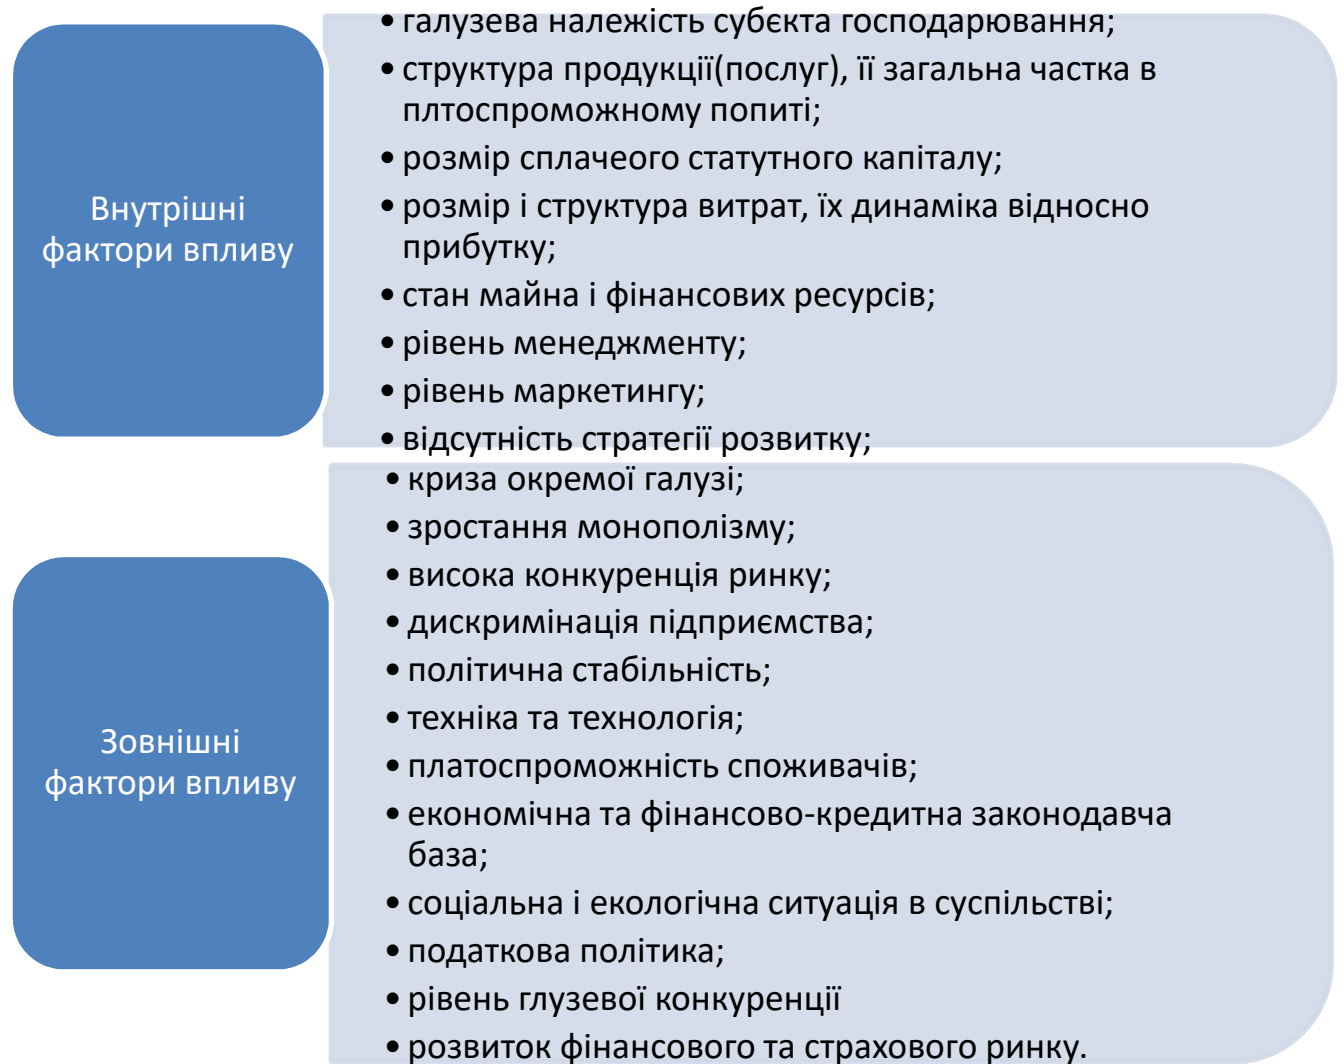 Внутрішні
фактори впливу
• галузева належість субєкта господарювання;
• структура продукції(послуг), її загальна частка в
плтоспроможному попиті;
• розмір сплачеого статутного капіталу;
• розмір і структура витрат, їх динаміка відносно
прибутку;
• стан майна і фінансових ресурсів;
• рівень менеджменту;
• рівень маркетингу;
• відсутність стратегії розвитку;
Зовнішні
фактори впливу
• криза окремої галузі;
• зростання монополізму;
• висока конкуренція ринку;
• дискримінація підприємства;
• політична стабільність;
• техніка та технологія;
• платоспроможність споживачів;
• економічна та фінансово-кредитна законодавча
база;
• соціальна і екологічна ситуація в суспільстві;
• податкова політика;
• рівень глузевої конкуренції
• розвиток фінансового та страхового ринку.